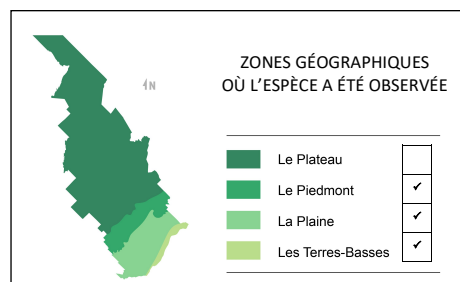 ZONES GÉOGRAPHIQUES
OÙ L'ESPÈCE A ÉTÉ OBSERVÉE
N
Le Plateau
Le Piedmont ✓
La Plaine ✓
Les Terres-Basses ✓